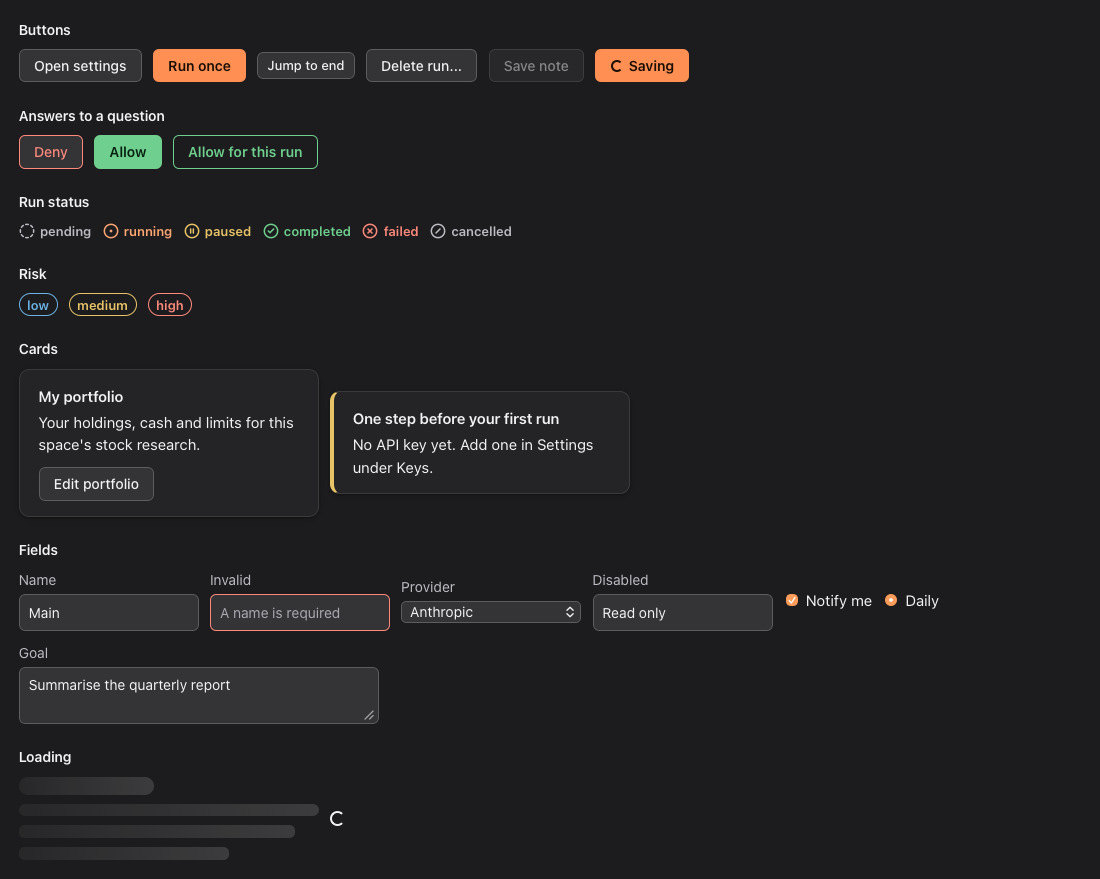 Buttons
Open settings
Run once
Jump to end
Delete run...
Save note
Saving
Answers to a question
Deny
Allow
Allow for this run
Run status
pending
running
paused
completed
failed
cancelled
Risk
low
medium
high
Cards
My portfolio
Your holdings, cash and limits for this
space's stock research.
Edit portfolio
One step before your first run
No API key yet. Add one in Settings
under Keys.
Fields
Name
Main
Invalid
A name is required
Provider
Anthropic
Disabled
Read only
Notify me
Daily
Goal
Summarise the quarterly report
Loading